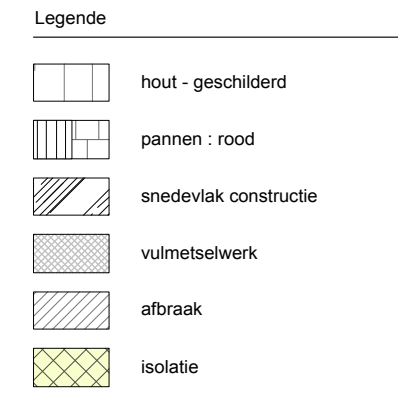 Legende
hout - geschilderd
pannen : rood
snedevlak constructie
vulmetselwerk
afbraak
isolatie